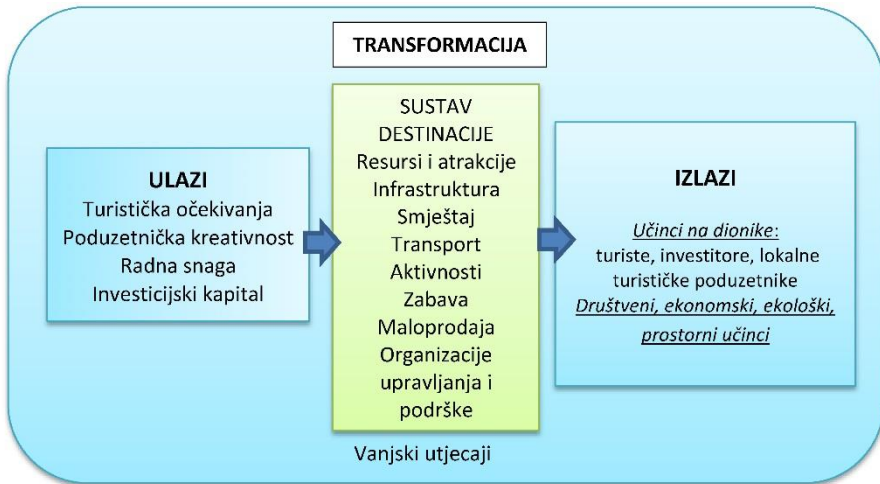 TRANSFORMACIJA
ULAZI
Turistička očekivanja
Poduzetnička kreativnost
Radna snaga
Investicijski kapital
SUSTAV
DESTINACIJE
Resursi i atrakcije
Infrastruktura
Smještaj
Transport
Aktivnosti
Zabava
Maloprodaja
Organizacije
upravljanja i
podrške
IZLAZI
Učinci na dionike:
turiste, investitore, lokalne
turističke poduzetnike
Društveni, ekonomski, ekološki,
prostorni učinci
Vanjski utjecaji